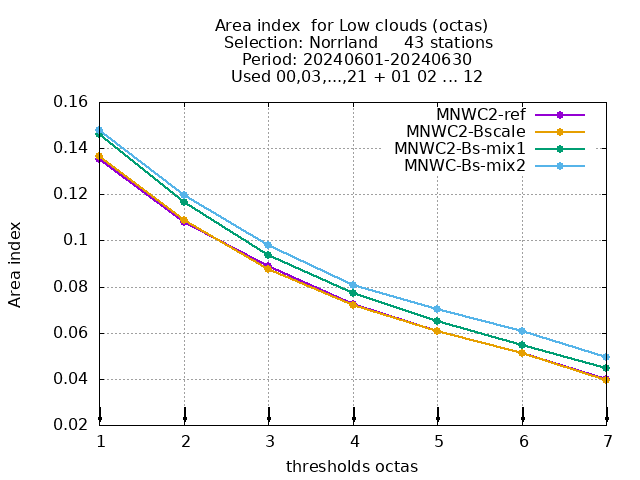 Area index  for Low clouds (octas)
Selection: Norrland     43 stations
Period: 20240601-20240630
Used 00,03,...,21 + 01 02 ... 12
MNWC2-ref
MNWC2-Bscale
MNWC2-Bs-mix1
MNWC-Bs-mix2
0.16
0.14
0.12
0.1
0.08
0.06
0.04
0.02
Area index
1 2 3 4 5 6 7
thresholds octas